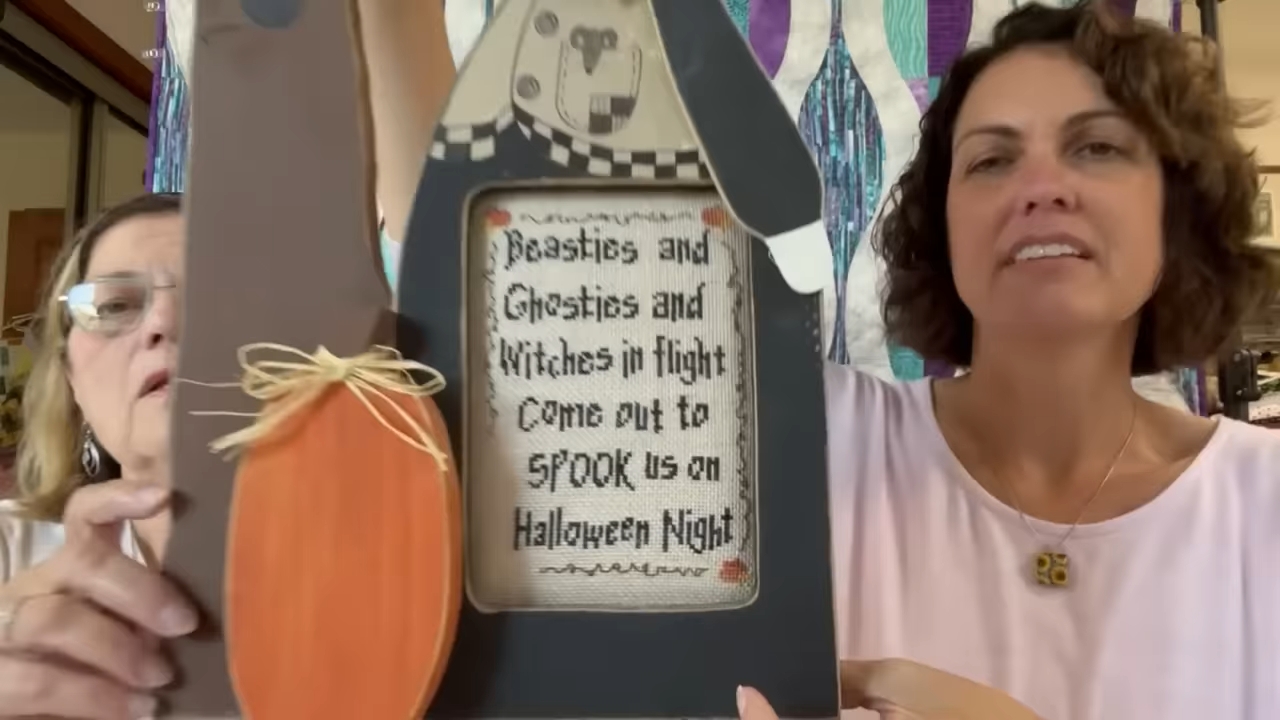 Beasties and
Ghosties and
Witches in flight
Come out to
SPOOK us on
Halloween Night